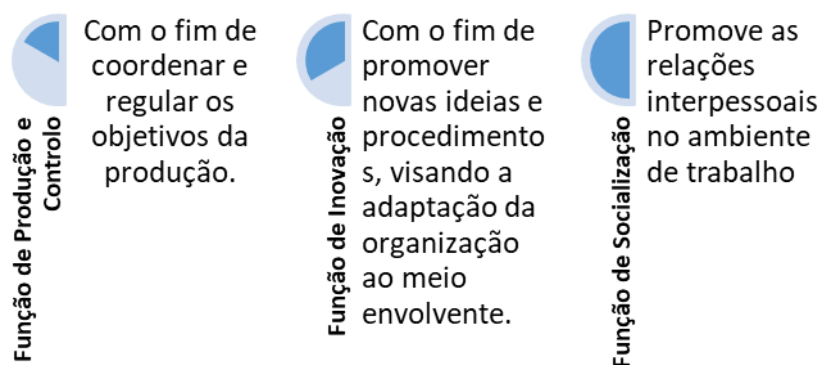 Função de Produção e
Controlo
Com o fim de
coordenar e
regular os
objetivos da
produção.
Função de Inovação
Com o fim de
promover
novas ideias e
procedimento
s, visando a
adaptação da
organização
ao meio
envolvente.
Função de Socialização
Promove as
relações
interpessoais
no ambiente
de trabalho